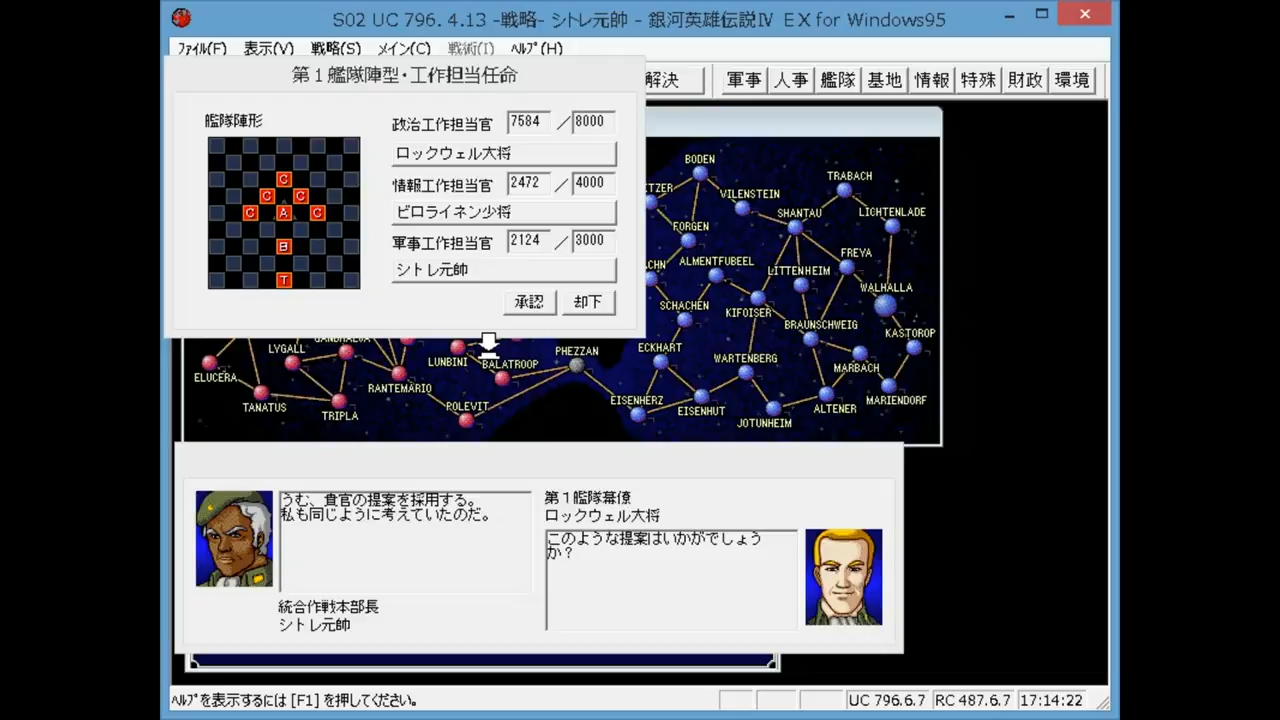 S02 UC 796. 4.13 -戦略- シトレ元帥 - 銀河英雄伝説Ⅳ EX for Windows95
ﾌｧｲﾙ(F) 表示(V) 戦略(S) メイン(C) 戦術(I) ﾍﾙﾌﾟ(H)
解決 軍事 人事 艦隊 基地 情報 特殊 財政 環境
第１艦隊陣型・工作担当任命
艦隊陣形
政治工作担当官 7584 ／ 8000
ロックウェル大将
情報工作担当官 2472 ／ 4000
ビロライネン少将
軍事工作担当官 2124 ／ 3000
シトレ元帥
承認 却下
C
C C
C A C
B
T
BODEN
TRABACH
VILENSTEIN
SHANTAU
LICHTENLADE
FORGEN
FREYA
ALMENTFUBEEL
LITTENHEIM
WALHALLA
SCHACHEN
KIFOISER
BRAUNSCHWEIG
KASTOROP
LYGALL
LUNBINI
BALATROOP
PHEZZAN
ECKHART
WARTENBERG
MARBACH
ELUCERA
RANTEMARIO
TANATUS
TRIPLA
ROLEVIT
EISENHERZ
EISENHUT
JOTUNHEIM
ALTENER
MARIENDORF
うむ、貪官の提案を採用する。
私も同じように考えていたのだ。
統合作戦本部長
シトレ元帥
第１艦隊幕僚
ロックウェル大将
このような提案はいかがでしょう
か？
ﾍﾙﾌﾟを表示するには [F1] を押してください。
UC 796.6.7 RC 487.6.7 17:14:22